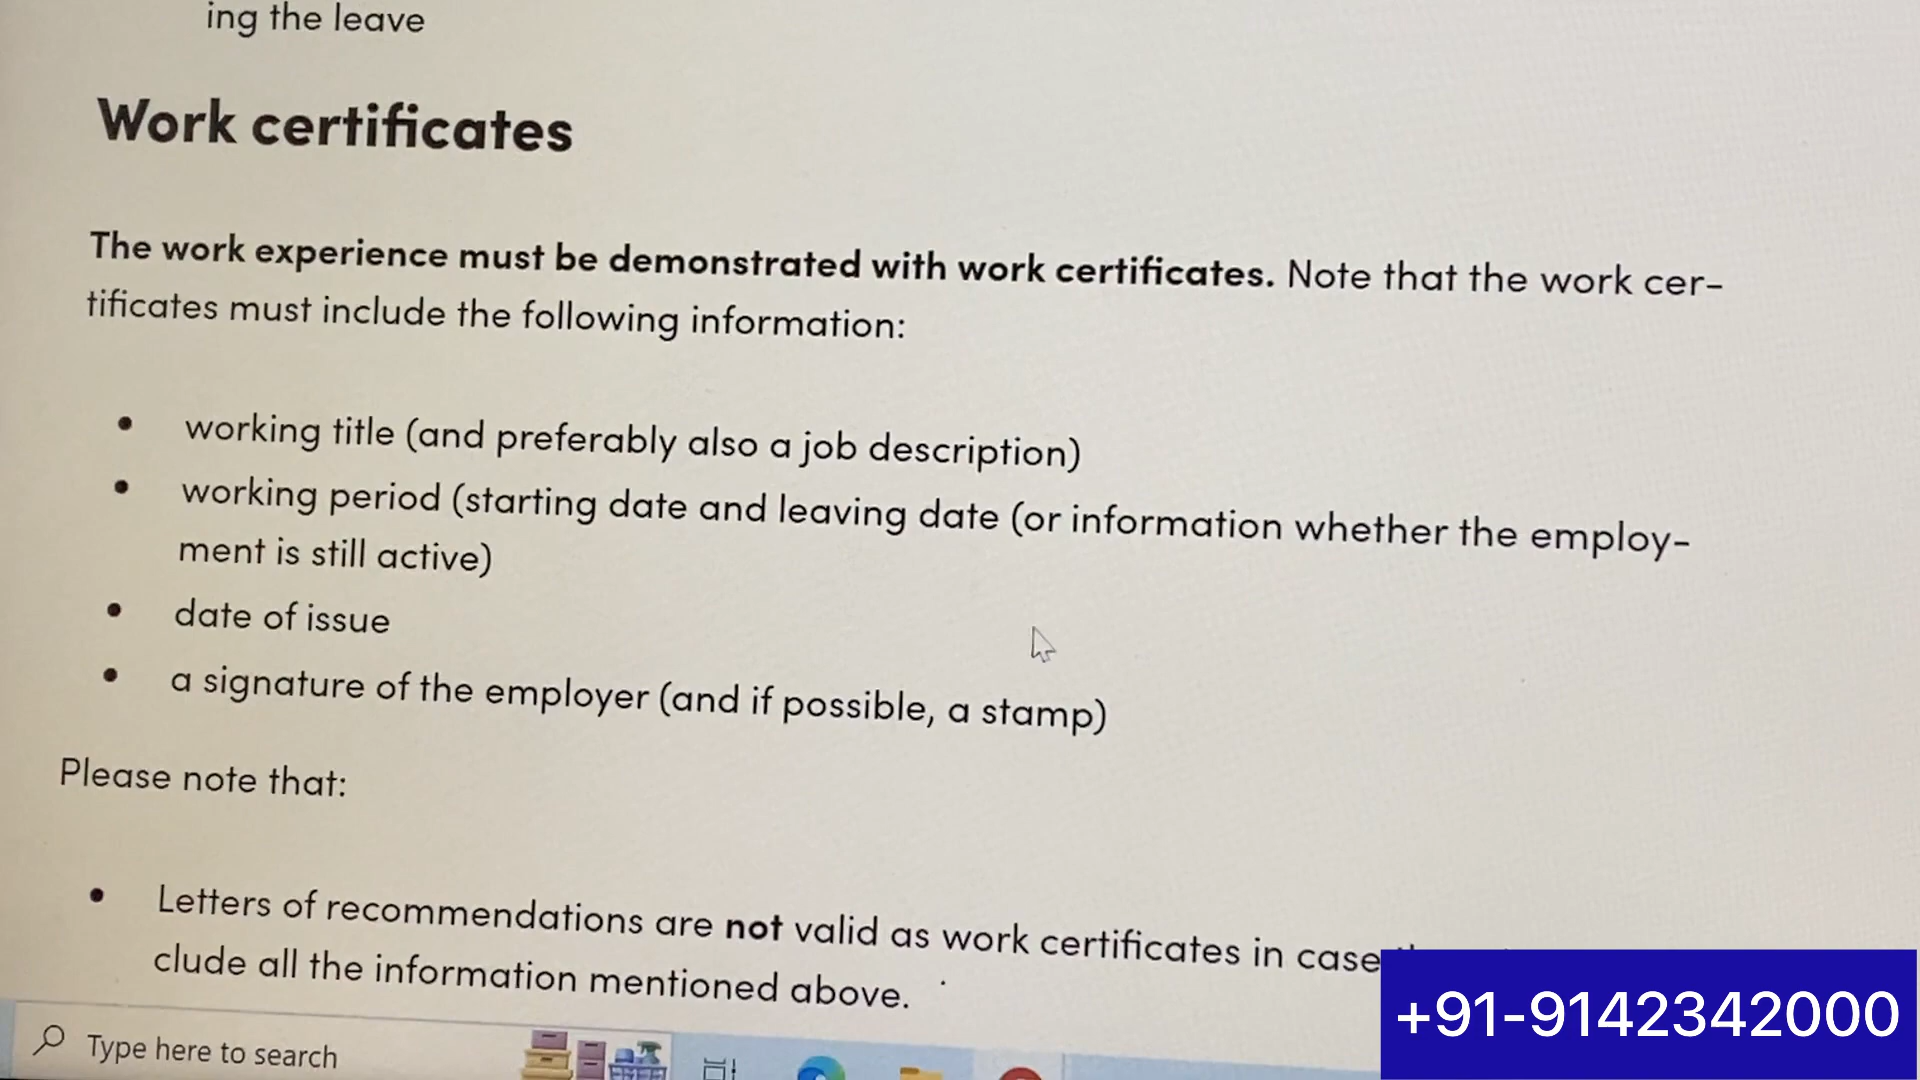 ing the leave
Work certificates
The work experience must be demonstrated with work certificates. Note that the work cer-
tificates must include the following information:
• working title (and preferably also a job description)
• working period (starting date and leaving date (or information whether the employ-
ment is still active)
• date of issue
• a signature of the employer (and if possible, a stamp)
Please note that:
• Letters of recommendations are not valid as work certificates in case
clude all the information mentioned above.
+91-9142342000
Type here to search